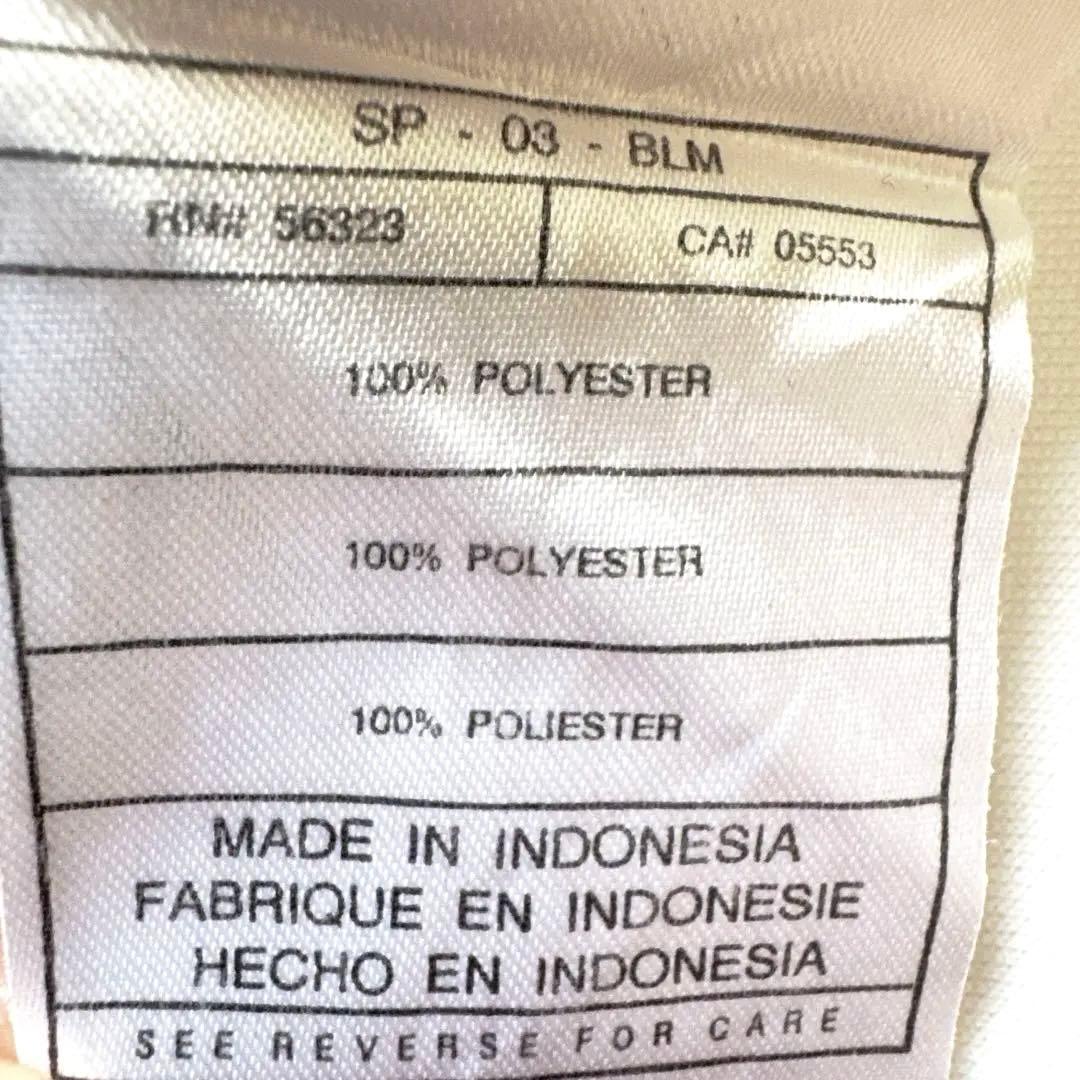 SP - 03 - BLM
RN# 56323 CA# 05553
100% POLYESTER
100% POLYESTER
100% POLIESTER
MADE IN INDONESIA
FABRIQUE EN INDONESIE
HECHO EN INDONESIA
SEE REVERSE FOR CARE